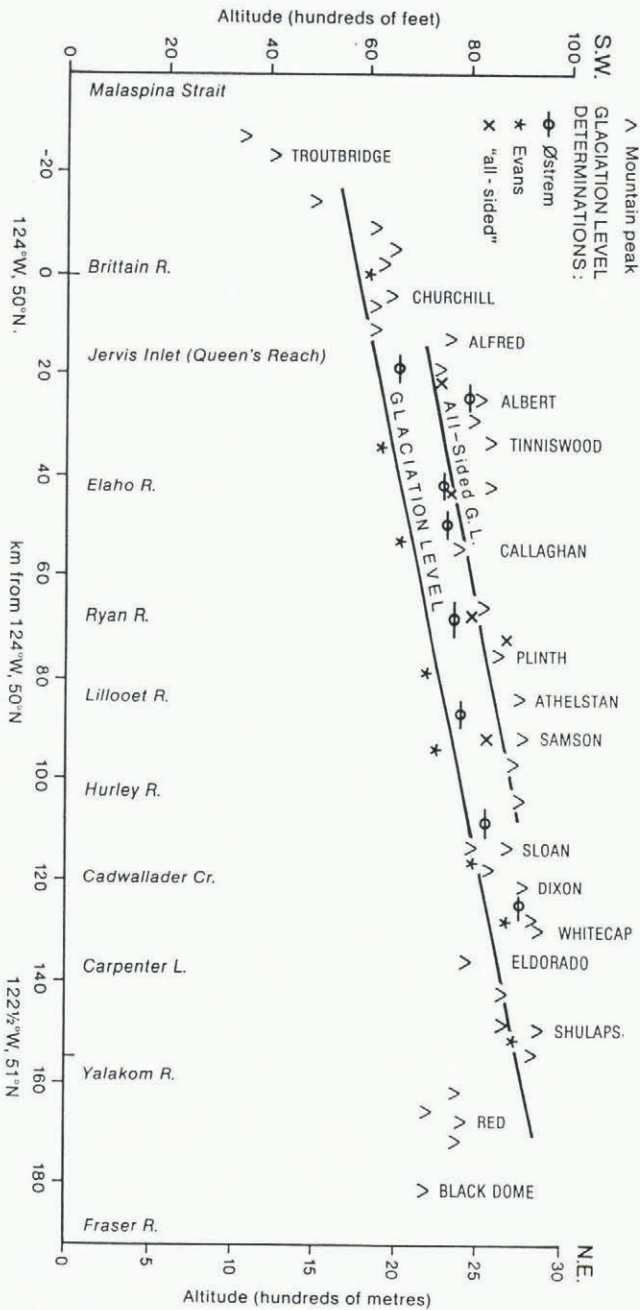 Altitude (hundreds of feet)
0
20
40
60
80
100
S.W.
Mountain peak
GLACIATION LEVEL
DETERMINATIONS :
Østrem
Evans
"all - sided"
Malaspina Strait
Brittain R.
Jervis Inlet (Queen's Reach)
Elaho R.
Ryan R.
Lillooet R.
Hurley R.
Cadwallader Cr.
Carpenter L.
Yalakom R.
Fraser R.
TROUTBRIDGE
CHURCHILL
ALFRED
ALBERT
TINNISWOOD
CALLAGHAN
PLINTH
ATHELSTAN
SAMSON
SLOAN
DIXON
WHITECAP
ELDORADO
SHULAPS
RED
BLACK DOME
All-Sided G.L.
GLACIATION LEVEL
-20
0
20
40
60
80
100
120
140
160
180
124°W, 50°N.
km from 124°W, 50°N
122½°W, 51°N
N.E.
0
5
10
15
20
25
30
Altitude (hundreds of metres)